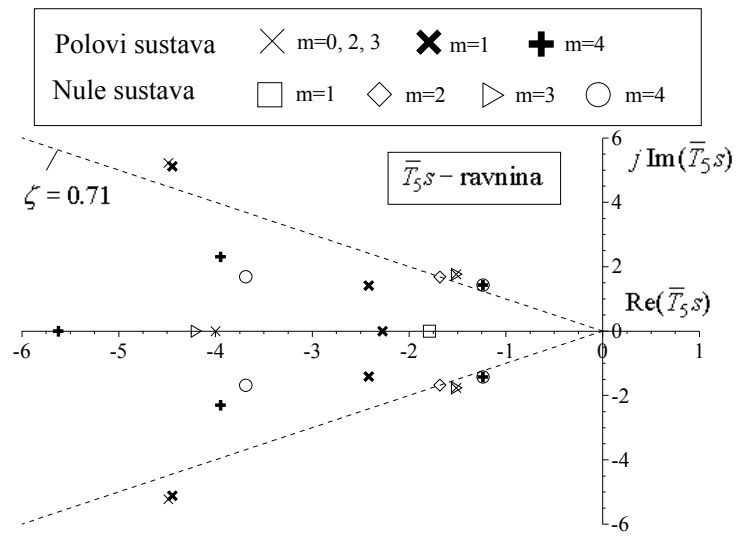 Polovi sustava m=0, 2, 3 m=1 m=4
Nule sustava m=1 m=2 m=3 m=4
6
j Im(T̅₅s)
T̅₅s – ravnina
ζ = 0.71
4
2
Re(T̅₅s)
0
-6 -5 -4 -3 -2 -1 0 1
-2
-4
-6